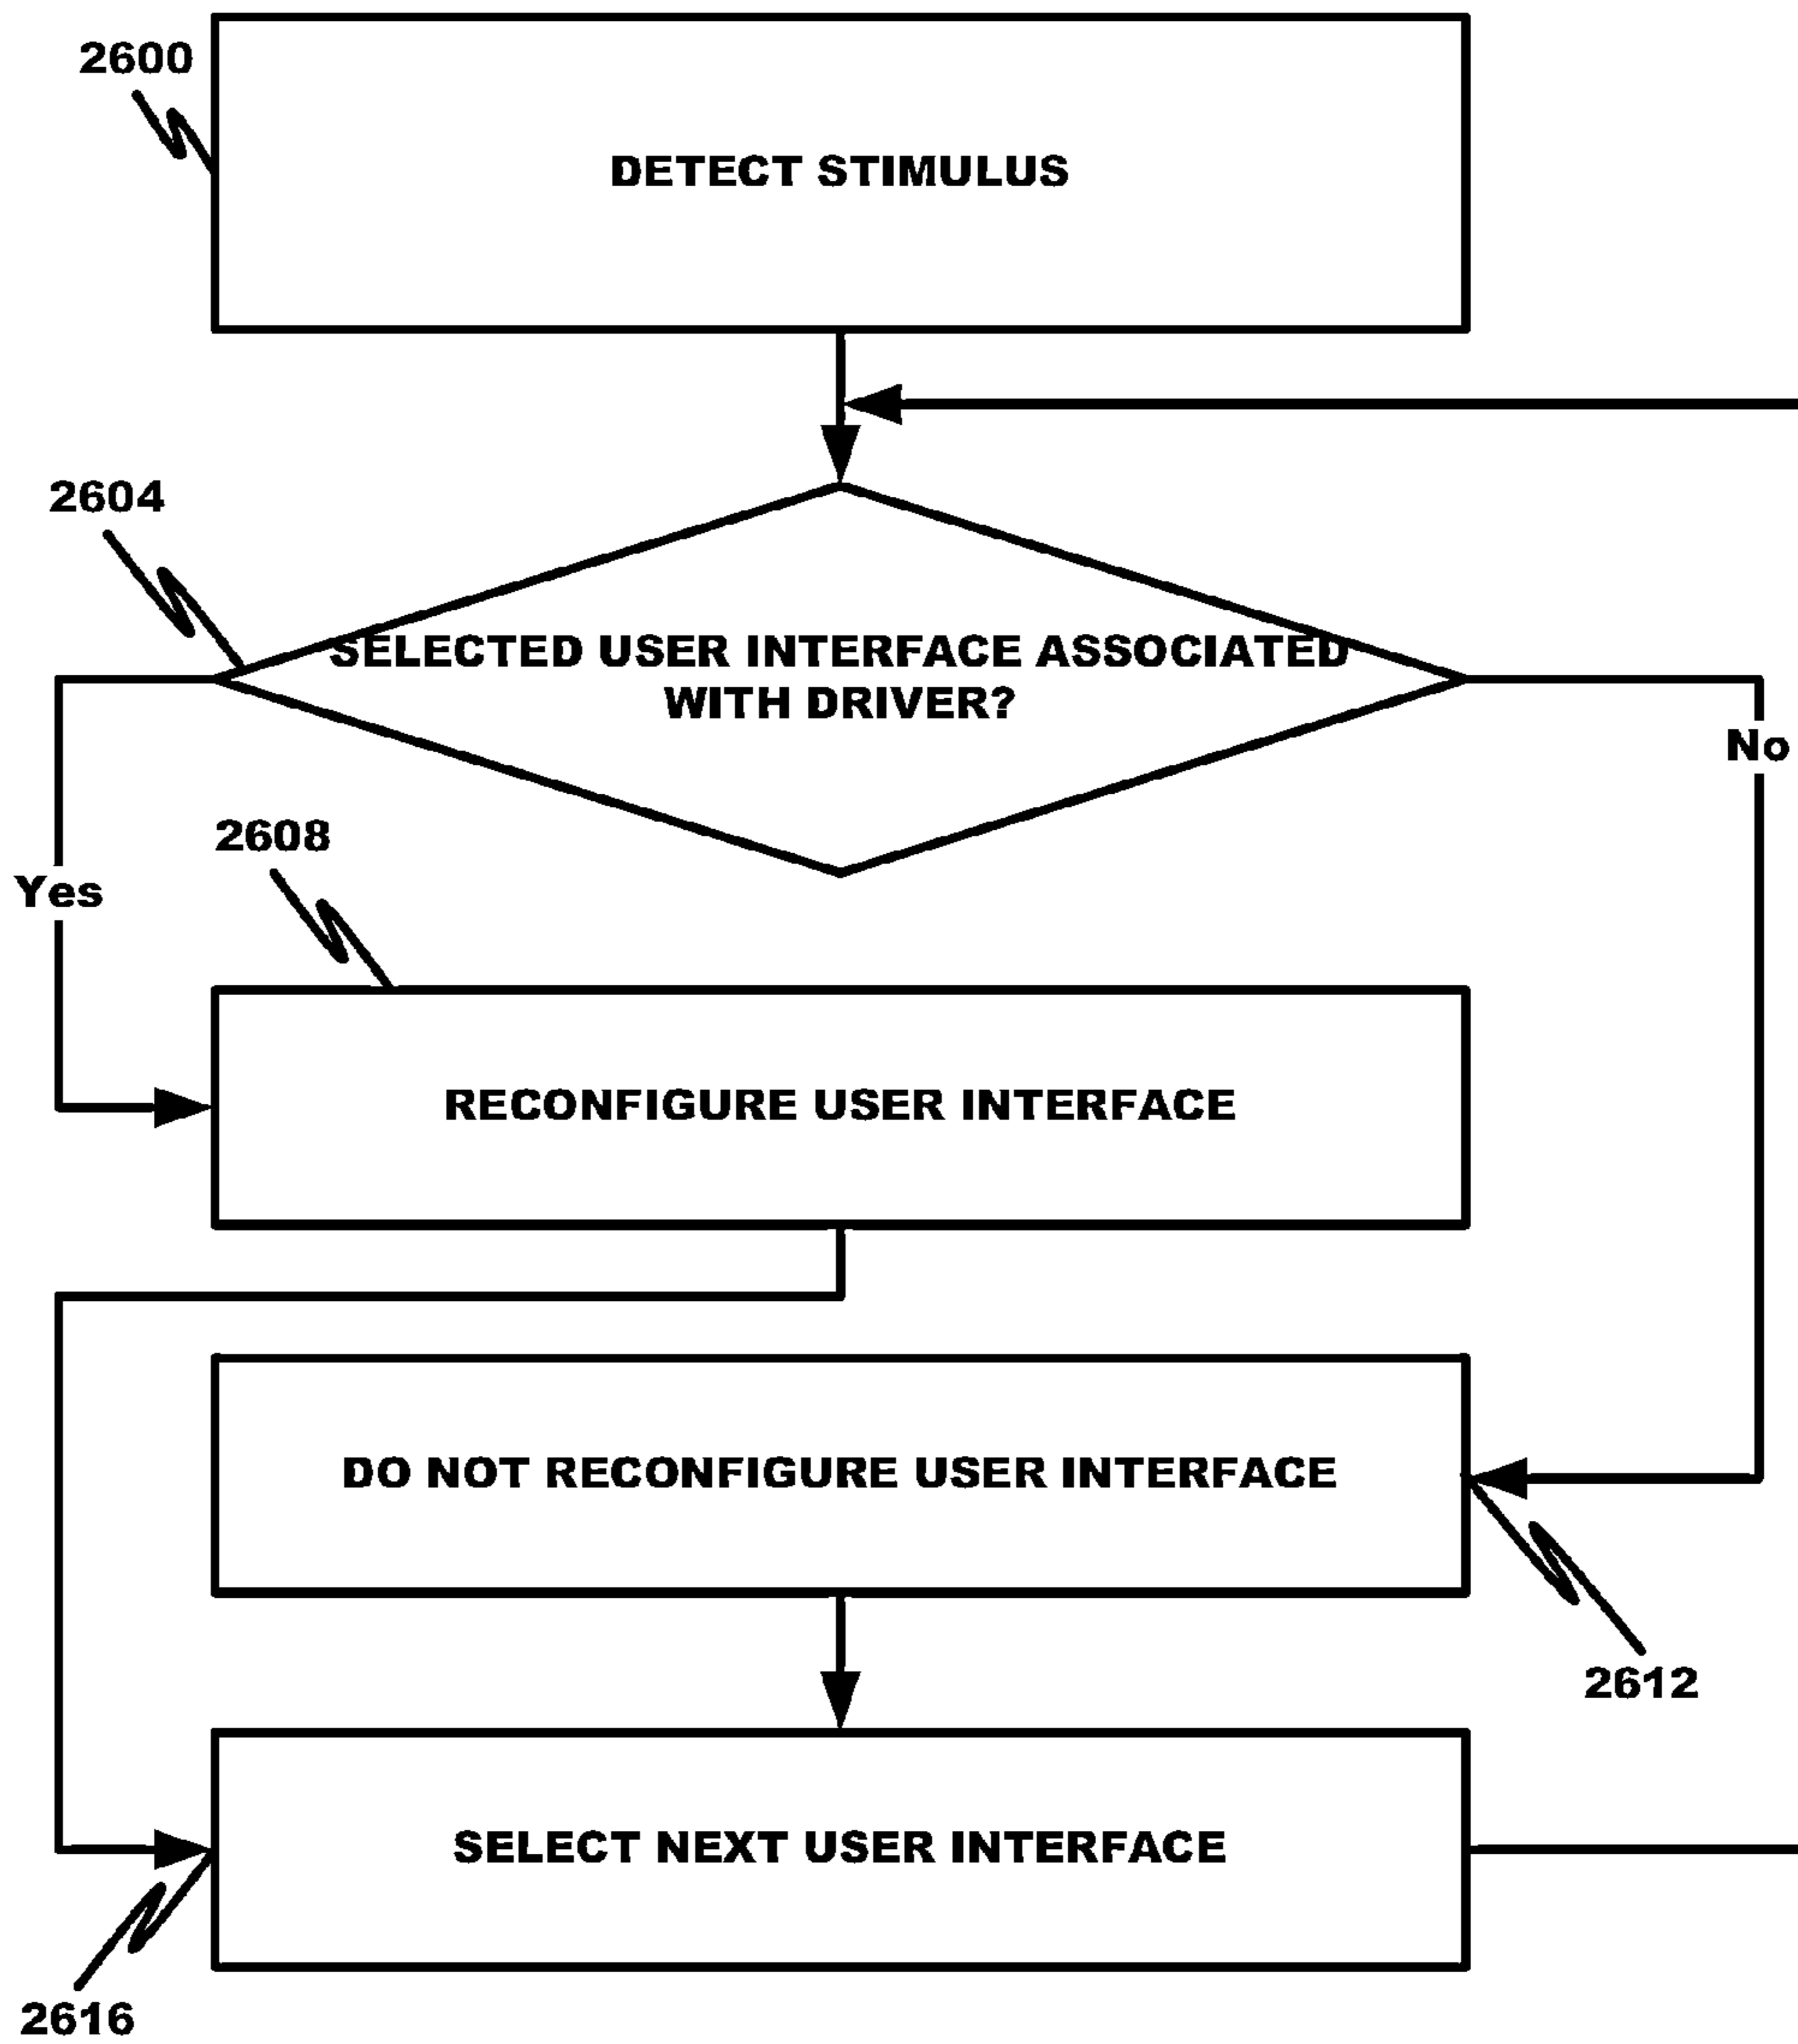 2600
DETECT STIMULUS
2604
SELECTED USER INTERFACE ASSOCIATED
WITH DRIVER?
No
2608
Yes
RECONFIGURE USER INTERFACE
DO NOT RECONFIGURE USER INTERFACE
2612
SELECT NEXT USER INTERFACE
2616